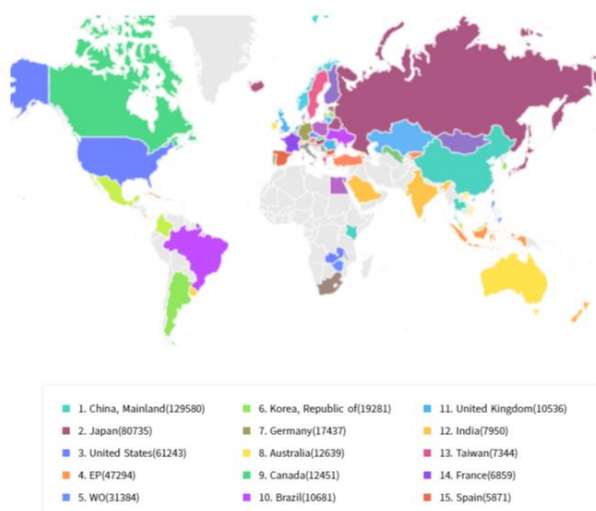 1. China, Mainland(129580)
2. Japan(80735)
3. United States(61243)
4. EP(47294)
5. WO(31384)
6. Korea, Republic of(19281)
7. Germany(17437)
8. Australia(12639)
9. Canada(12451)
10. Brazil(10681)
11. United Kingdom(10536)
12. India(7950)
13. Taiwan(7344)
14. France(6859)
15. Spain(5871)